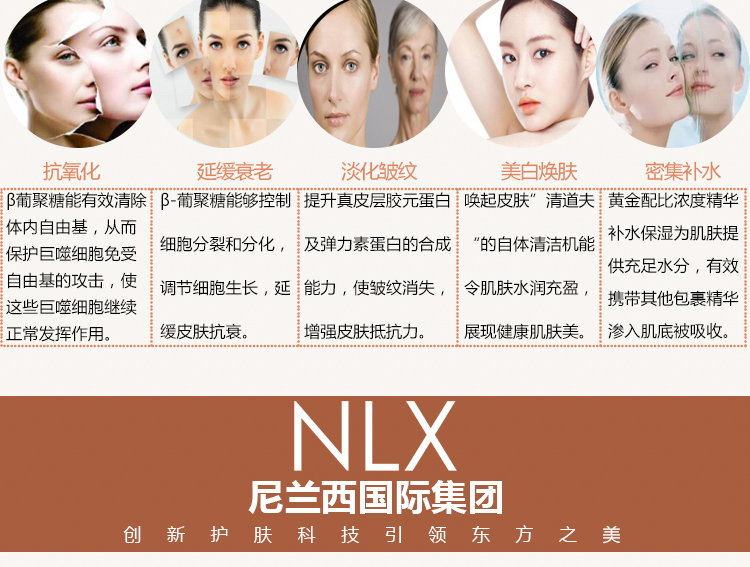 抗氧化
β葡聚糖能有效清除
体内自由基，从而
保护巨噬细胞免受
自由基的攻击，使
这些巨噬细胞继续
正常发挥作用。
延缓衰老
β-葡聚糖能够控制
细胞分裂和分化，
调节细胞生长，延
缓皮肤抗衰。
淡化皱纹
提升真皮层胶元蛋白
及弹力素蛋白的合成
能力，使皱纹消失，
增强皮肤抵抗力。
美白焕肤
唤起皮肤”清道夫
“的自体清洁机能
令肌肤水润充盈，
展现健康肌肤美。
密集补水
黄金配比浓度精华
补水保湿为肌肤提
供充足水分，有效
携带其他包裹精华
渗入肌底被吸收。
NLX
尼兰西国际集团
创新护肤科技引领东方之美